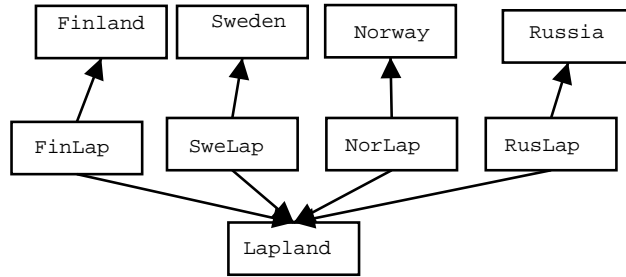 Finland
Sweden
Norway
Russia
FinLap
SweLap
NorLap
RusLap
Lapland